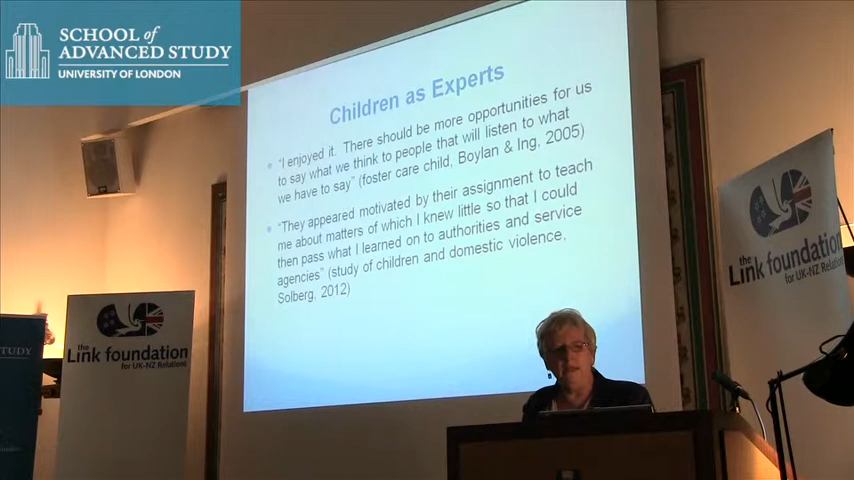 SCHOOL of
ADVANCED STUDY
UNIVERSITY OF LONDON
Children as Experts
"I enjoyed it. There should be more opportunities for us
to say what we think to people that will listen to what
we have to say" (foster care child, Boylan & Ing, 2005)
"They appeared motivated by their assignment to teach
me about matters of which I knew little so that I could
then pass what I learned on to authorities and service
agencies" (study of children and domestic violence,
Solberg, 2012)
the
Link foundation
for UK-NZ Relations
the
Link foundation
for UK-NZ Relations
STUDY